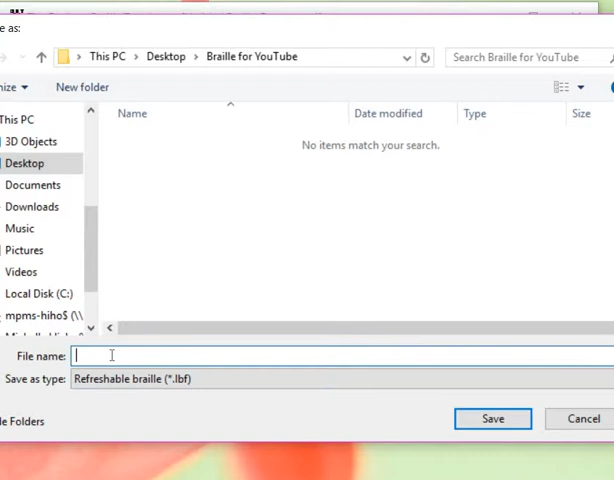 e as:
This PC > Desktop > Braille for YouTube
Search Braille for YouTube
nize
New folder
Name
Date modified
Type
Size
This PC
3D Objects
Desktop
Documents
Downloads
Music
Pictures
Videos
Local Disk (C:)
mpms-hiho$ (\\
No items match your search.
File name:
Save as type:
Refreshable braille (*.lbf)
e Folders
Save
Cancel